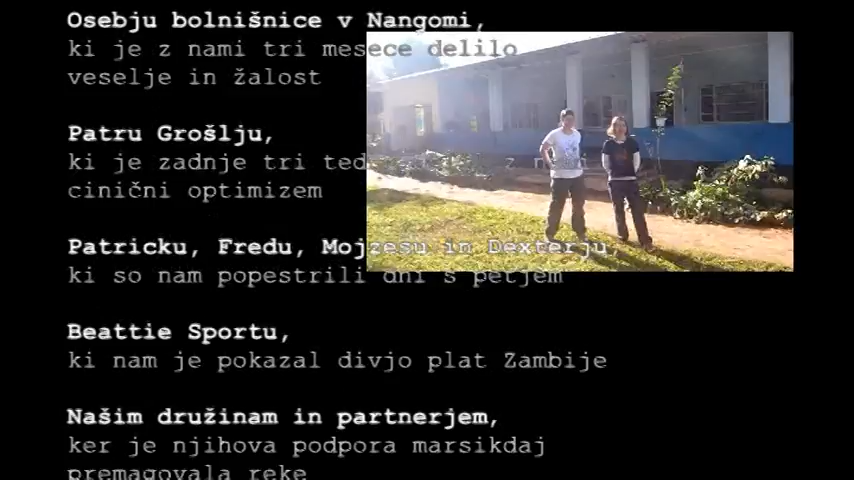 Osebju bolnišnice v Nangomi,
ki je z nami tri mesece delilo
veselje in žalost
Patru Grošlju,
ki je zadnje tri z
cinični optimizem
Patricku, Fredu, Mojzesu in Dexterju,
ki so nam popestrili dni s petjem
Beattie Sportu,
ki nam je pokazal divjo plat Zambije
Našim družinam in partnerjem,
ker je njihova podpora marsikdaj
premagovala reke